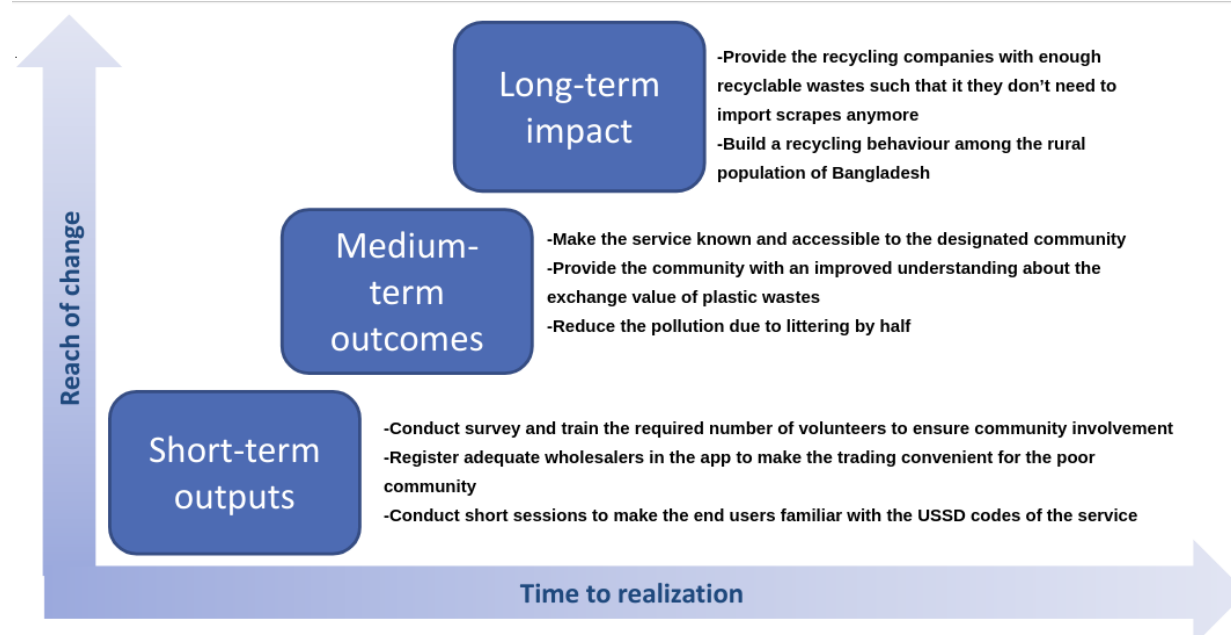 Long-term
impact
-Provide the recycling companies with enough
recyclable wastes such that it they don’t need to
import scrapes anymore
-Build a recycling behaviour among the rural
population of Bangladesh
Medium-
term
outcomes
-Make the service known and accessible to the designated community
-Provide the community with an improved understanding about the
exchange value of plastic wastes
-Reduce the pollution due to littering by half
Short-term
outputs
-Conduct survey and train the required number of volunteers to ensure community involvement
-Register adequate wholesalers in the app to make the trading convenient for the poor
community
-Conduct short sessions to make the end users familiar with the USSD codes of the service
Reach of change
Time to realization